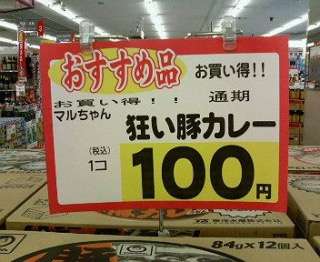 おすすめ品
お買い得!!
お買い得!! 通期
マルちゃん
狂い豚カレー
(税込)
1コ
100円
84g×12個入